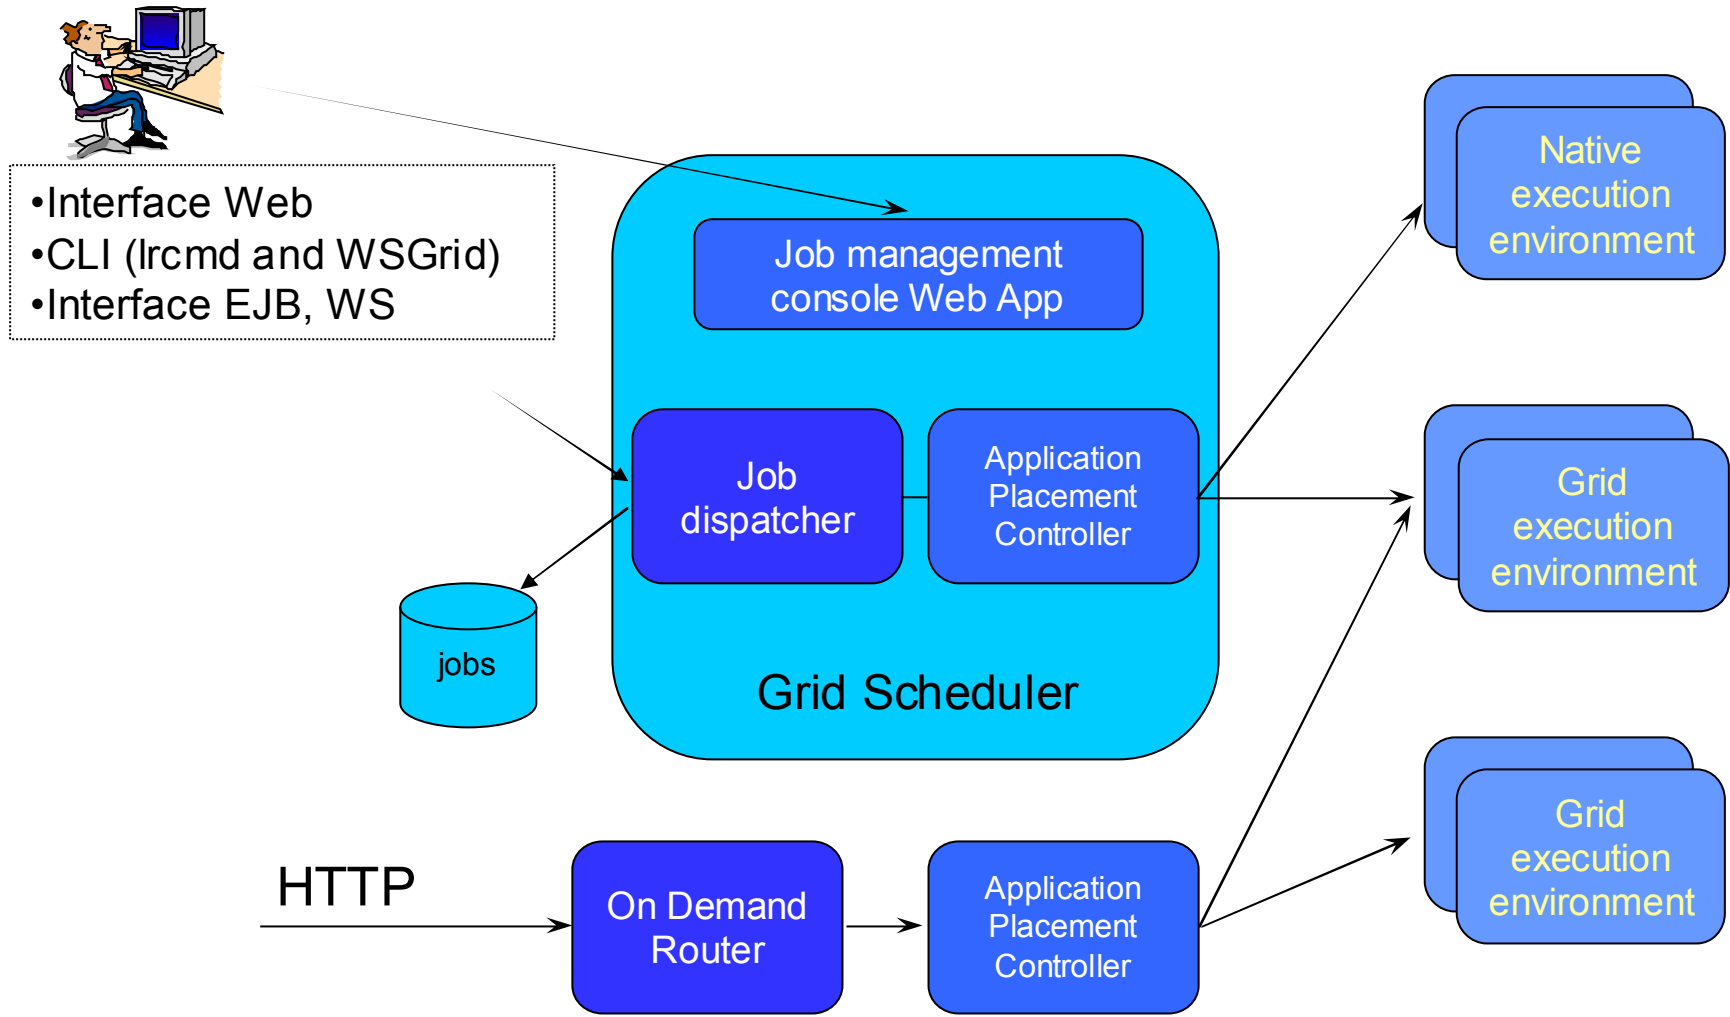 •Interface Web
•CLI (lrcmd and WSGrid)
•Interface EJB, WS
Job management
console Web App
Job
dispatcher
Application
Placement
Controller
jobs
Grid Scheduler
Native
execution
environment
Grid
execution
environment
HTTP
On Demand
Router
Application
Placement
Controller
Grid
execution
environment